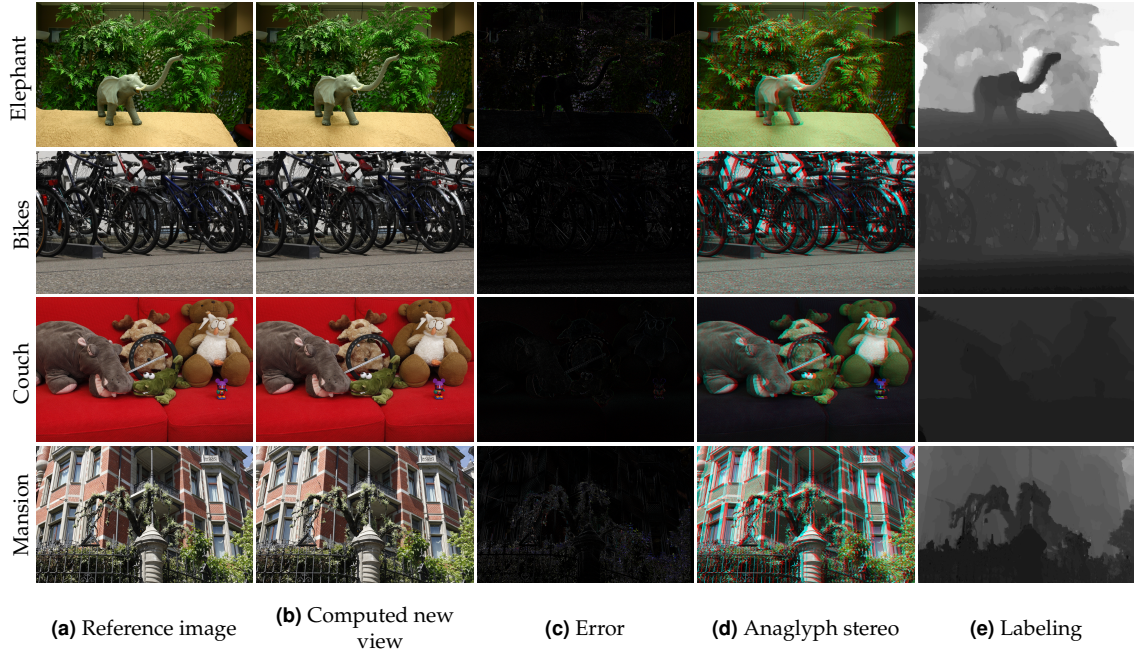 Elephant
Bikes
Couch
Mansion
(a) Reference image
(b) Computed new
view
(c) Error
(d) Anaglyph stereo
(e) Labeling